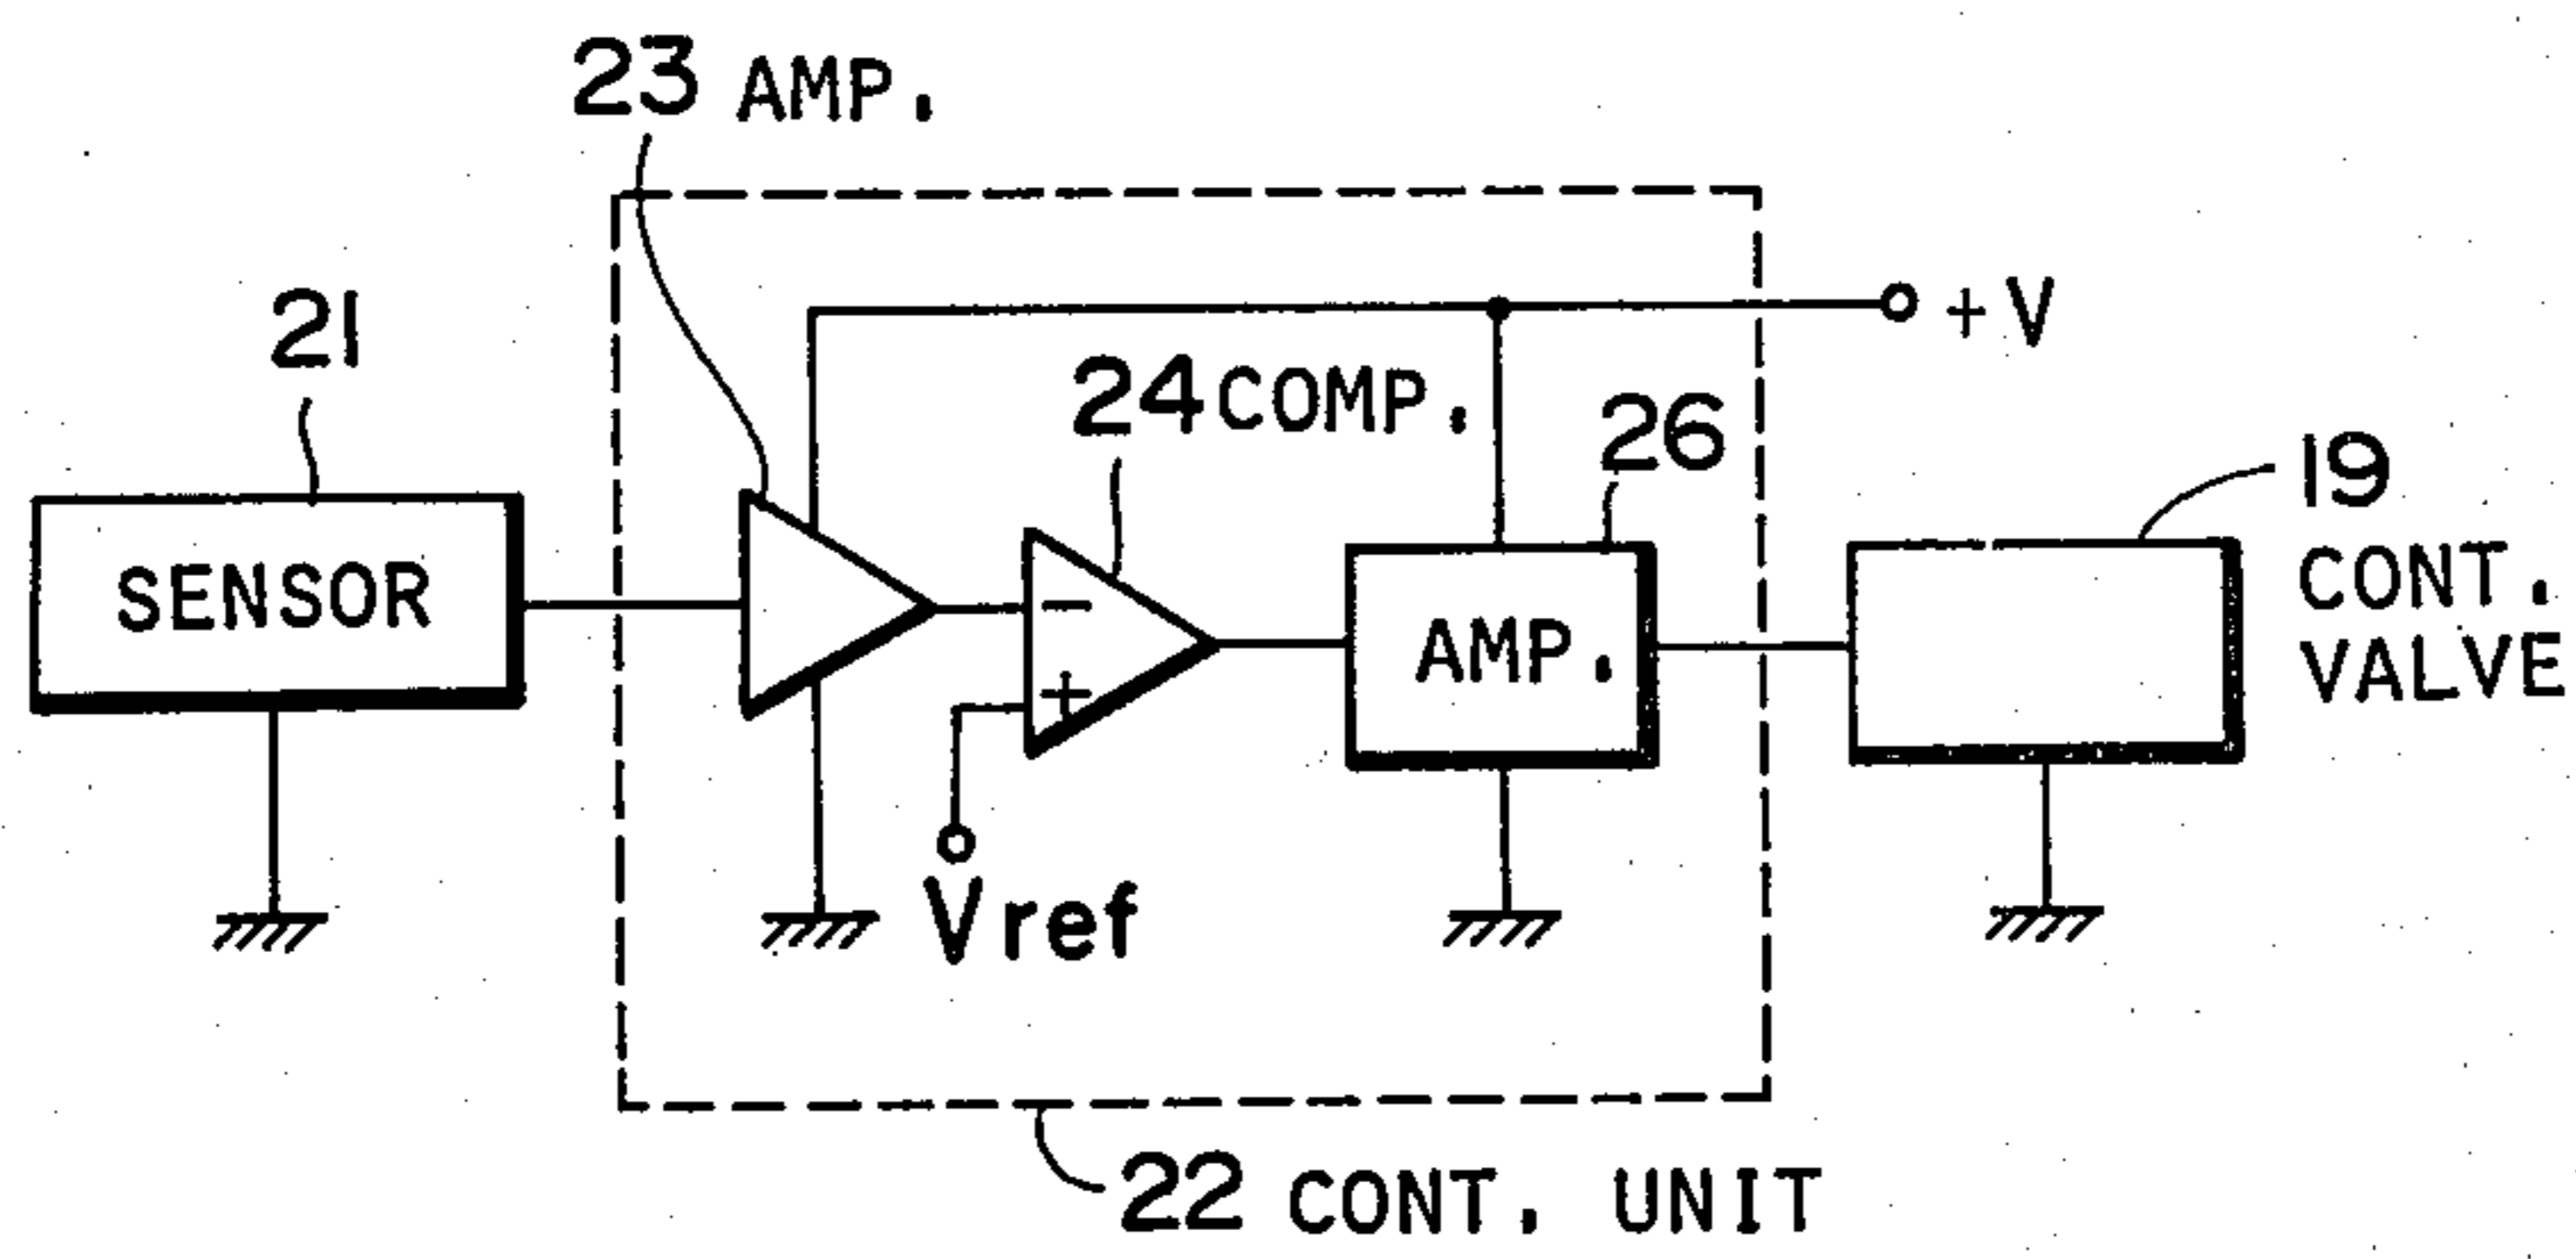 23 AMP.
+V
21
24 COMP.
26
19
CONT.
VALVE
SENSOR
-
+
AMP.
Vref
22 CONT. UNIT